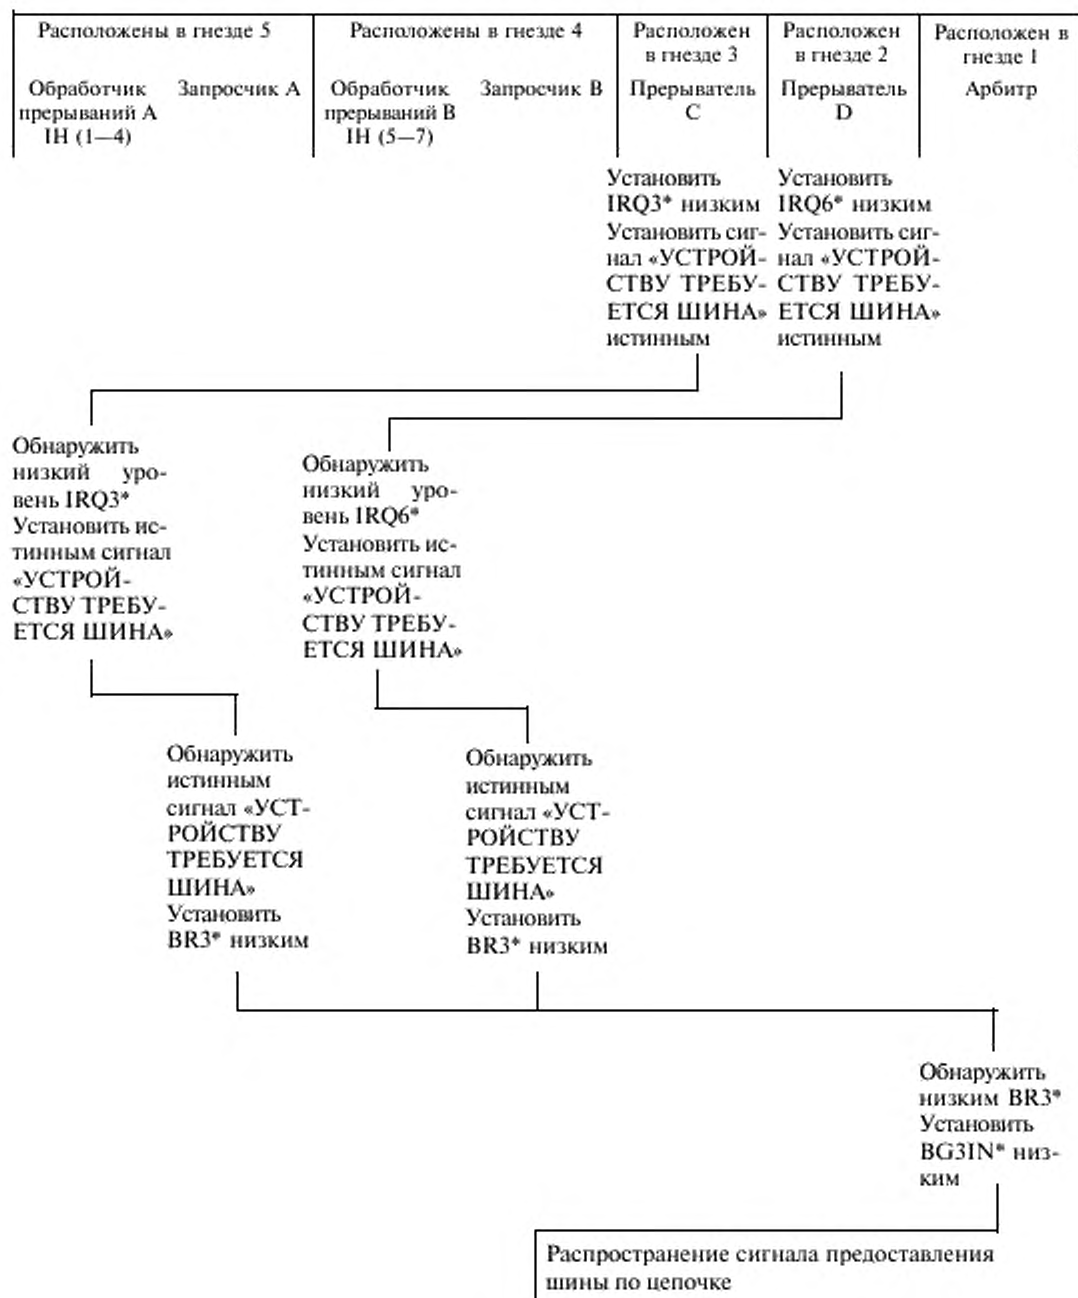 Расположены в гнезде 5
Обработчик
прерываний А
IH (1—4)
Запросчик А
Расположены в гнезде 4
Обработчик
прерываний В
IH (5—7)
Запросчик В
Расположен
в гнезде 3
Прерыватель
С
Расположен
в гнезде 2
Прерыватель
D
Расположен в
гнезде 1
Арбитр
Установить
IRQ3* низким
Установить сиг-
нал «УСТРОЙ-
СТВУ ТРЕБУ-
ЕТСЯ ШИНА»
истинным
Установить
IRQ6* низким
Установить сиг-
нал «УСТРОЙ-
СТВУ ТРЕБУ-
ЕТСЯ ШИНА»
истинным
Обнаружить
низкий уро-
вень IRQ3*
Установить ис-
тинным сигнал
«УСТРОЙ-
СТВУ ТРЕБУ-
ЕТСЯ ШИНА»
Обнаружить
низкий уро-
вень IRQ6*
Установить ис-
тинным сигнал
«УСТРОЙ-
СТВУ ТРЕБУ-
ЕТСЯ ШИНА»
Обнаружить
истинным
сигнал «УСТ-
РОЙСТВУ
ТРЕБУЕТСЯ
ШИНА»
Установить
BR3* низким
Обнаружить
истинным
сигнал «УСТ-
РОЙСТВУ
ТРЕБУЕТСЯ
ШИНА»
Установить
BR3* низким
Обнаружить
низким BR3*
Установить
BG3IN* низ-
ким
Распространение сигнала предоставления
шины по цепочке